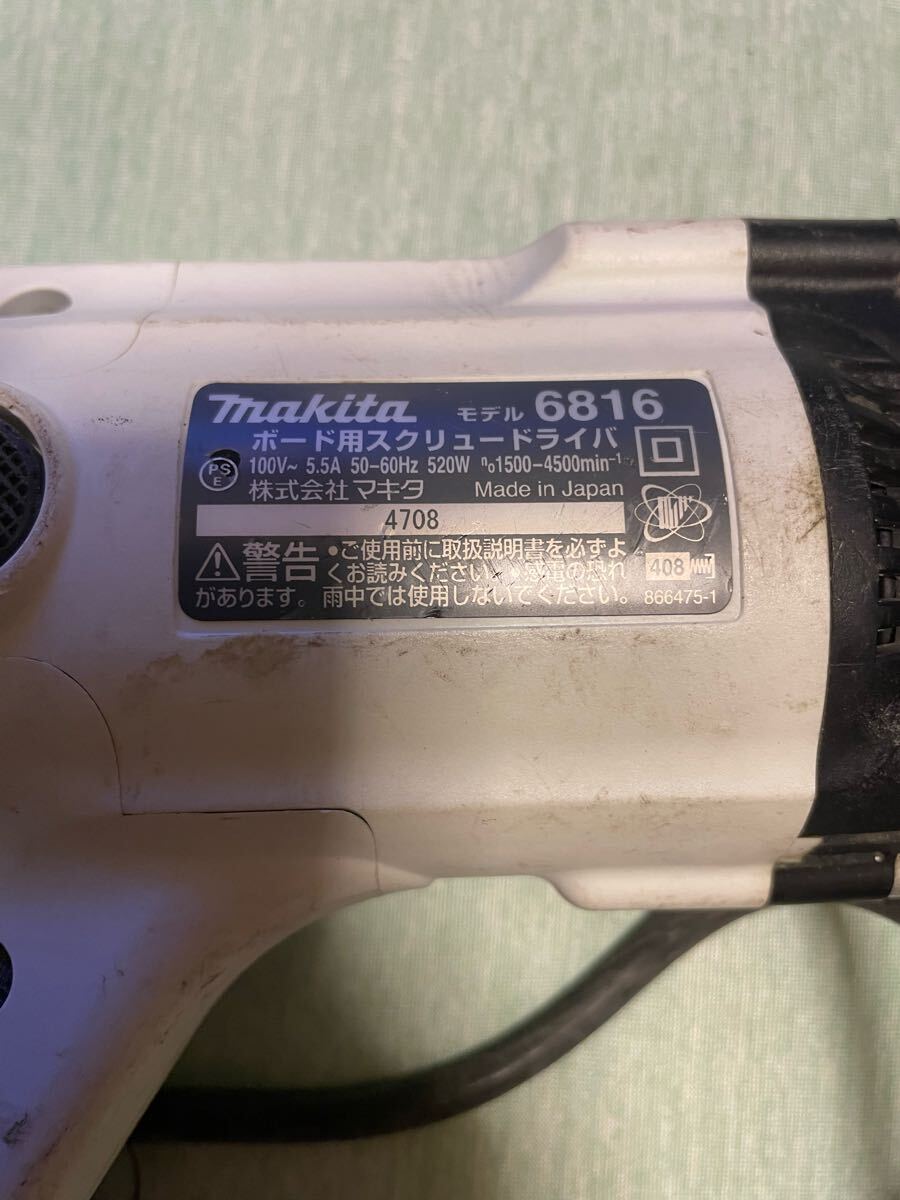 makita モデル 6816
ボード用スクリュードライバ
PS E 100V~ 5.5A 50-60Hz 520W n₀1500-4500min⁻¹
株式会社 マキタ Made in Japan
4708
警告 •ご使用前に取扱説明書を必ずよ
くお読みください。•感電の恐れ 408
があります。雨中では使用しないでください。 866475-1